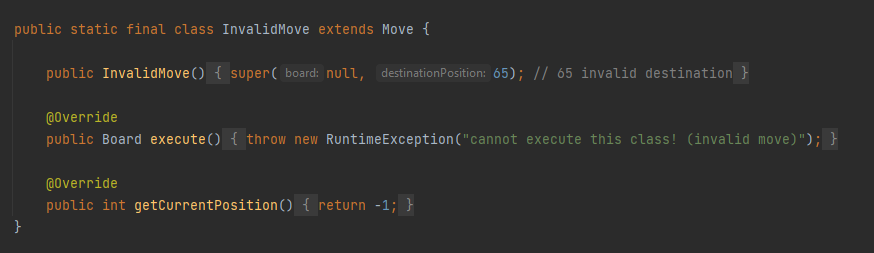 public static final class InvalidMove extends Move {
public InvalidMove() { super( board: null, destinationPosition: 65); // 65 invalid destination }
@Override
public Board execute() { throw new RuntimeException("cannot execute this class! (invalid move)"); }
@Override
public int getCurrentPosition() { return -1; }
}